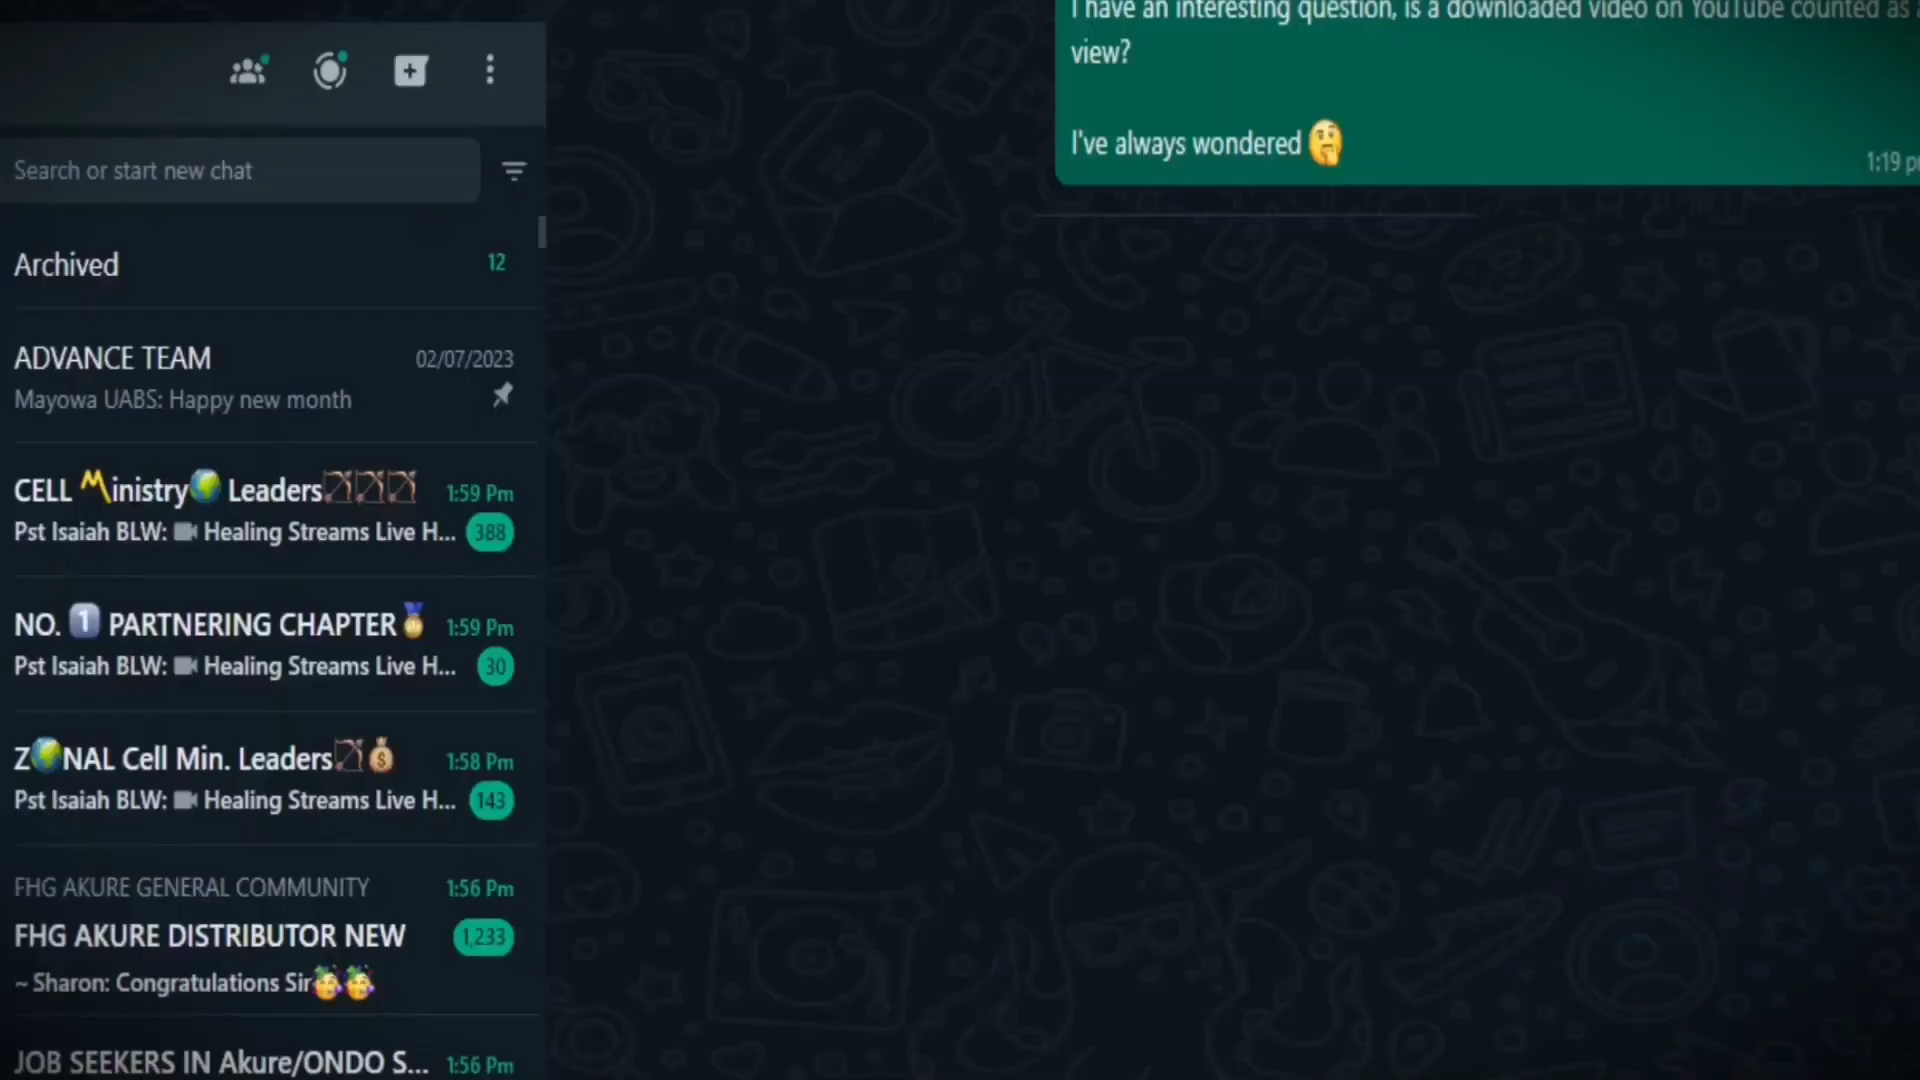 Search or start new chat
Archived 12
ADVANCE TEAM 02/07/2023
Mayowa UABS: Happy new month
CELL 〽️inistry🌍 Leaders🏹🏹🏹 1:59 Pm
Pst Isaiah BLW: Healing Streams Live H... 388
NO. 1️⃣ PARTNERING CHAPTER🏅 1:59 Pm
Pst Isaiah BLW: Healing Streams Live H... 30
Z🌍NAL Cell Min. Leaders🏹💰 1:58 Pm
Pst Isaiah BLW: Healing Streams Live H... 143
FHG AKURE GENERAL COMMUNITY 1:56 Pm
FHG AKURE DISTRIBUTOR NEW 1,233
~ Sharon: Congratulations Sir🥳🥳
JOB SEEKERS IN Akure/ONDO S... 1:56 Pm
I have an interesting question, is a downloaded video on YouTube counted as
view?
I've always wondered 🤔
1:19